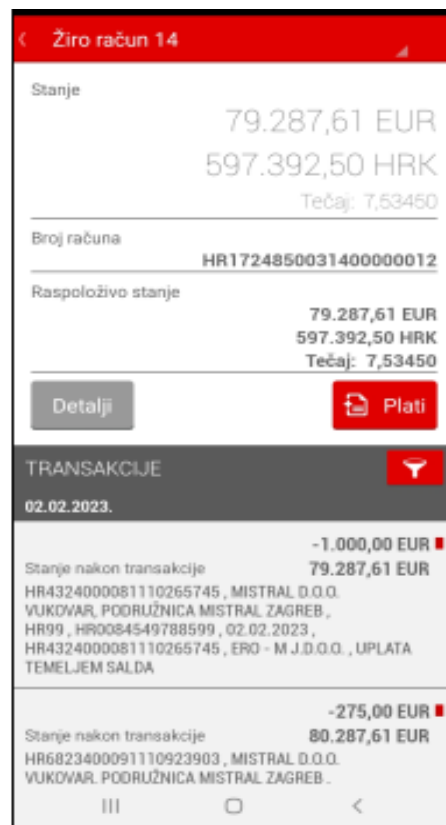 Žiro račun 14
Stanje
79.287,61 EUR
597.392,50 HRK
Tečaj: 7,53450
Broj računa
HR1724850031400000012
Raspoloživo stanje
79.287,61 EUR
597.392,50 HRK
Tečaj: 7,53450
Detalji
Plati
TRANSAKCIJE
02.02.2023.
-1.000,00 EUR
Stanje nakon transakcije 79.287,61 EUR
HR4324000081110265745 , MISTRAL D.O.O.
VUKOVAR, PODRUŽNICA MISTRAL ZAGREB ,
HR99 , HR0084549788599 , 02.02.2023 ,
HR4324000081110265745 , ERO - M J.D.O.O. , UPLATA
TEMELJEM SALDA
-275,00 EUR
Stanje nakon transakcije 80.287,61 EUR
HR6823400091110923903 , MISTRAL D.O.O.
VUKOVAR. PODRUŽNICA MISTRAL ZAGREB .